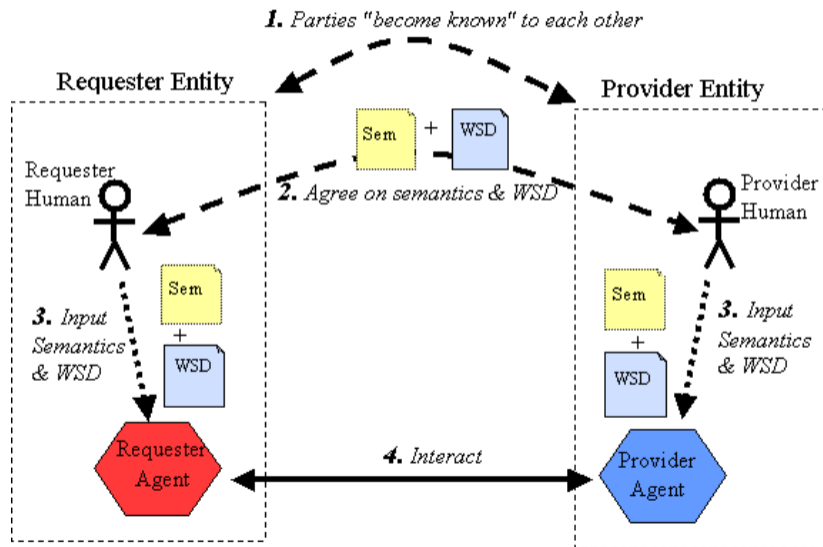 1. Parties "become known" to each other
Requester Entity
Provider Entity
Sem
+
WSD
Requester
Human
2. Agree on semantics & WSD
Provider
Human
Sem
+
WSD
3. Input
Semantics
& WSD
Sem
+
WSD
3. Input
Semantics
& WSD
Requester
Agent
4. Interact
Provider
Agent